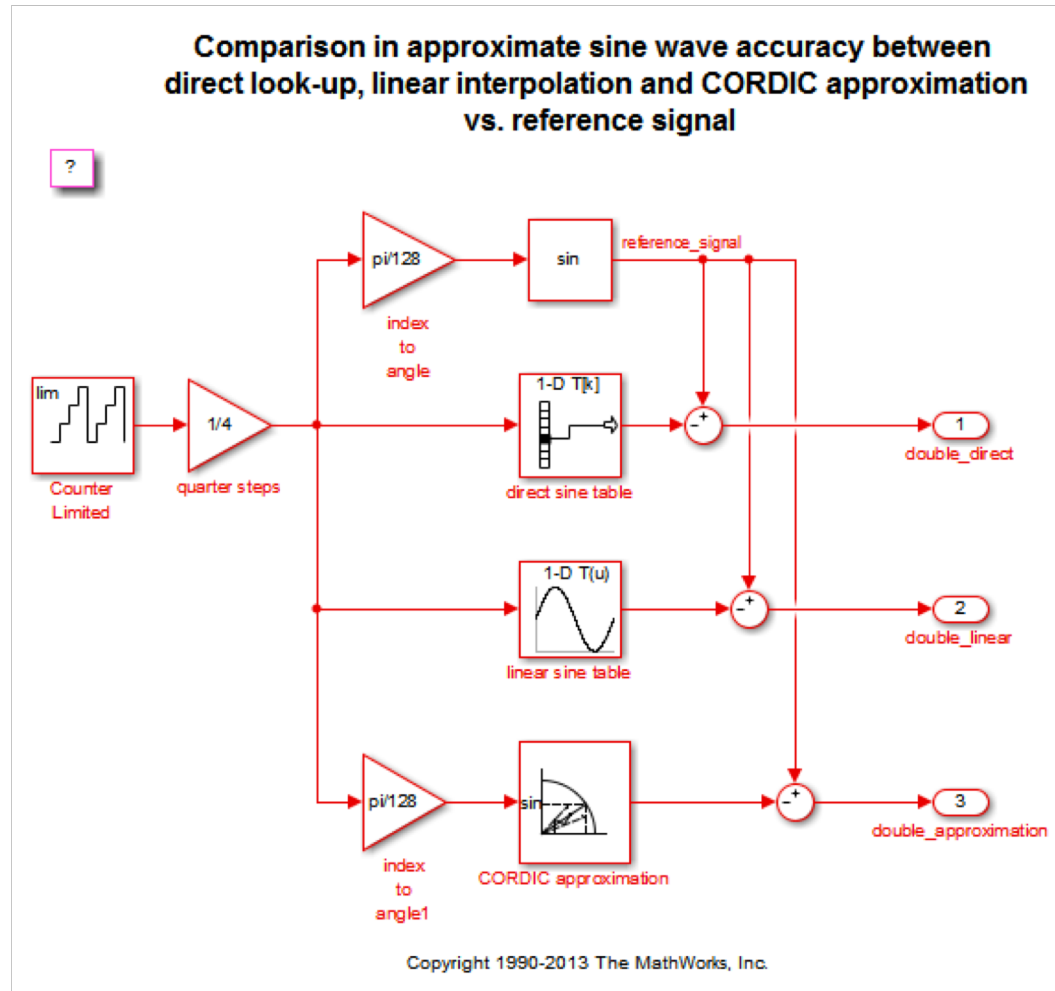 Comparison in approximate sine wave accuracy between
direct look-up, linear interpolation and CORDIC approximation
vs. reference signal
?
pi/128
index
to
angle
sin
reference_signal
lim
Counter
Limited
1/4
quarter steps
1-D T[k]
direct sine table
-+
1
double_direct
1-D T(u)
linear sine table
-+
2
double_linear
pi/128
index
to
angle1
sin
CORDIC approximation
-+
3
double_approximation
Copyright 1990-2013 The MathWorks, Inc.